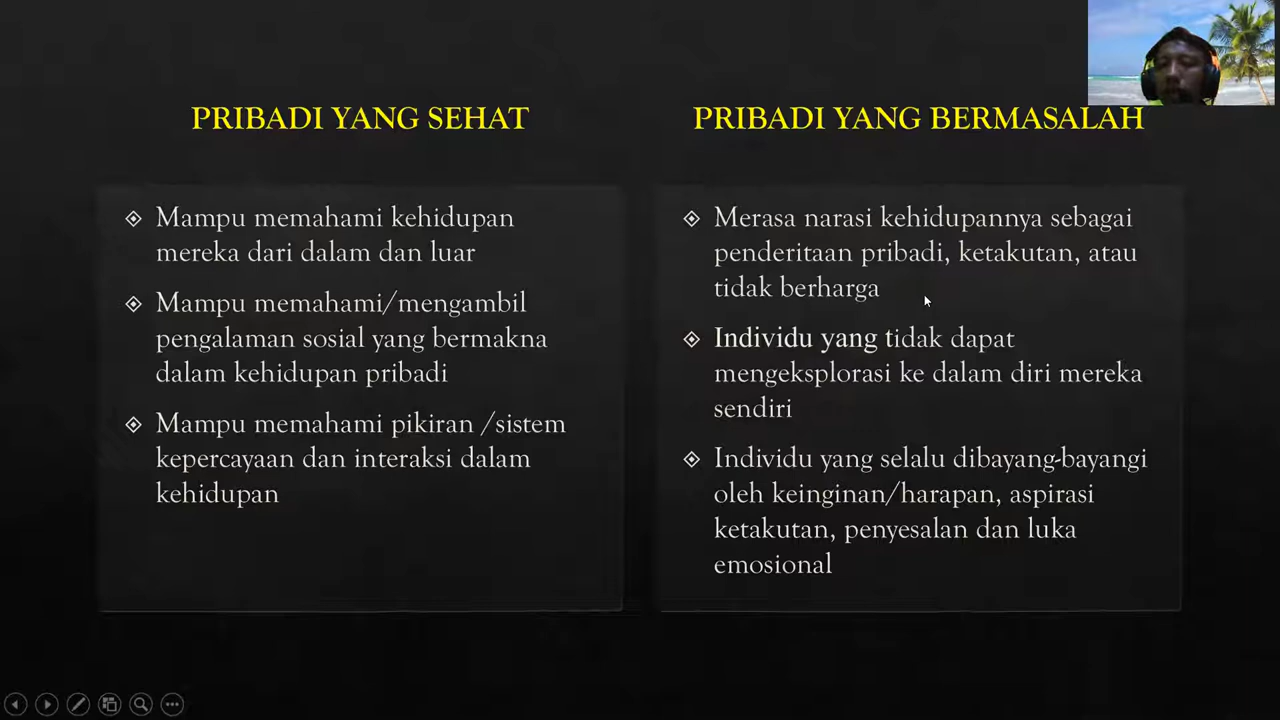 PRIBADI YANG SEHAT
Mampu memahami kehidupan
mereka dari dalam dan luar
Mampu memahami/mengambil
pengalaman sosial yang bermakna
dalam kehidupan pribadi
Mampu memahami pikiran /sistem
kepercayaan dan interaksi dalam
kehidupan
PRIBADI YANG BERMASALAH
Merasa narasi kehidupannya sebagai
penderitaan pribadi, ketakutan, atau
tidak berharga
Individu yang tidak dapat
mengeksplorasi ke dalam diri mereka
sendiri
Individu yang selalu dibayang-bayangi
oleh keinginan/harapan, aspirasi
ketakutan, penyesalan dan luka
emosional